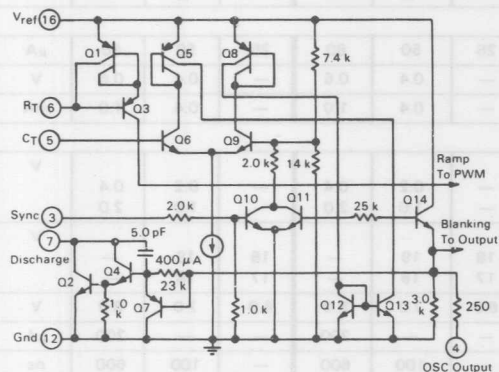 Vref 16
Q1
Q5
Q8
7.4 k
RT 6
Q3
CT 5
Q6
Q9
2.0 k
14 k
Ramp
To PWM
Sync 3
2.0k
Q10
Q11
25 k
Q14
Blanking
To Output
7
Discharge
5.0 pF
Q2
Q4
400 µA
23 k
1.0
k
Q7
1.0 k
Q12
Q13
3.0
k
250
Gnd 12
4
OSC Output